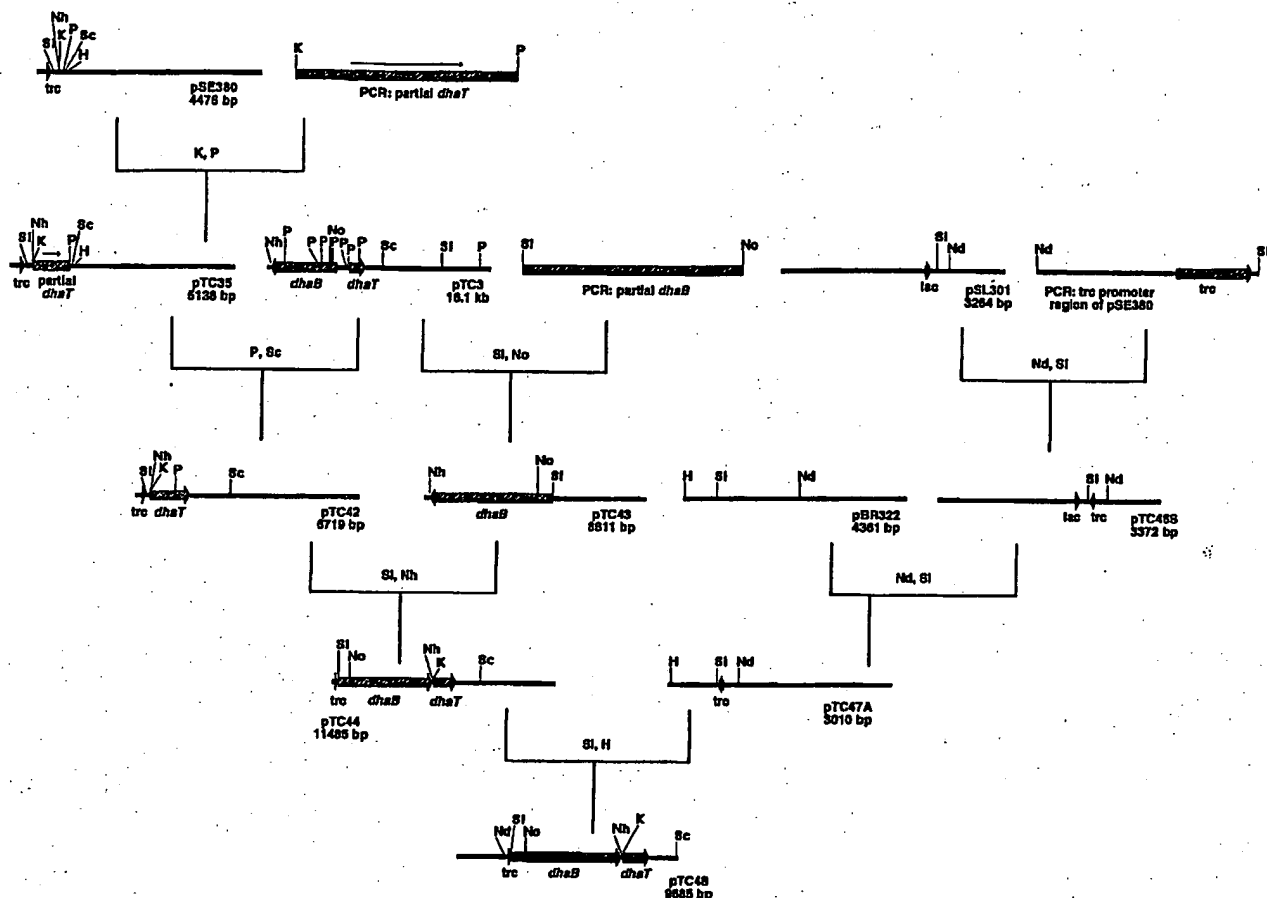 Nh
K
P
Sc
Sl
H
trc
pSE380
4476 bp
K
P
PCR: partial dhaT
K, P
Sl
Nh
K
P
Sc
H
trc
partial
dhaT
pTC35
5138 bp
Nh
P
P
P
No
P
P
P
P
Sc
Sl
P
dhaB
dhaT
pTC3
16.1 kb
Sl
No
PCR: partial dhaB
Sl
Nd
lac
pSL301
3264 bp
Nd
Sl
PCR: trc promoter
region of pSE380
trc
P, Sc
Sl, No
Nd, Sl
Sl
Nh
K
P
Sc
trc
dhaT
pTC42
6719 bp
Nh
No
Sl
dhaB
pTC43
8811 bp
H
Sl
Nd
pBR322
4361 bp
Sl
Nd
lac
trc
3372 bp
Sl, Nh
Nd, Sl
Sl
No
Nh
K
Sc
trc
dhaB
dhaT
pTC44
11485 bp
H
Sl
Nd
trc
pTC47A
3010 bp
Sl, H
Nd
Sl
No
Nh
K
Sc
trc
dhaB
dhaT
pTC48
9685 bp